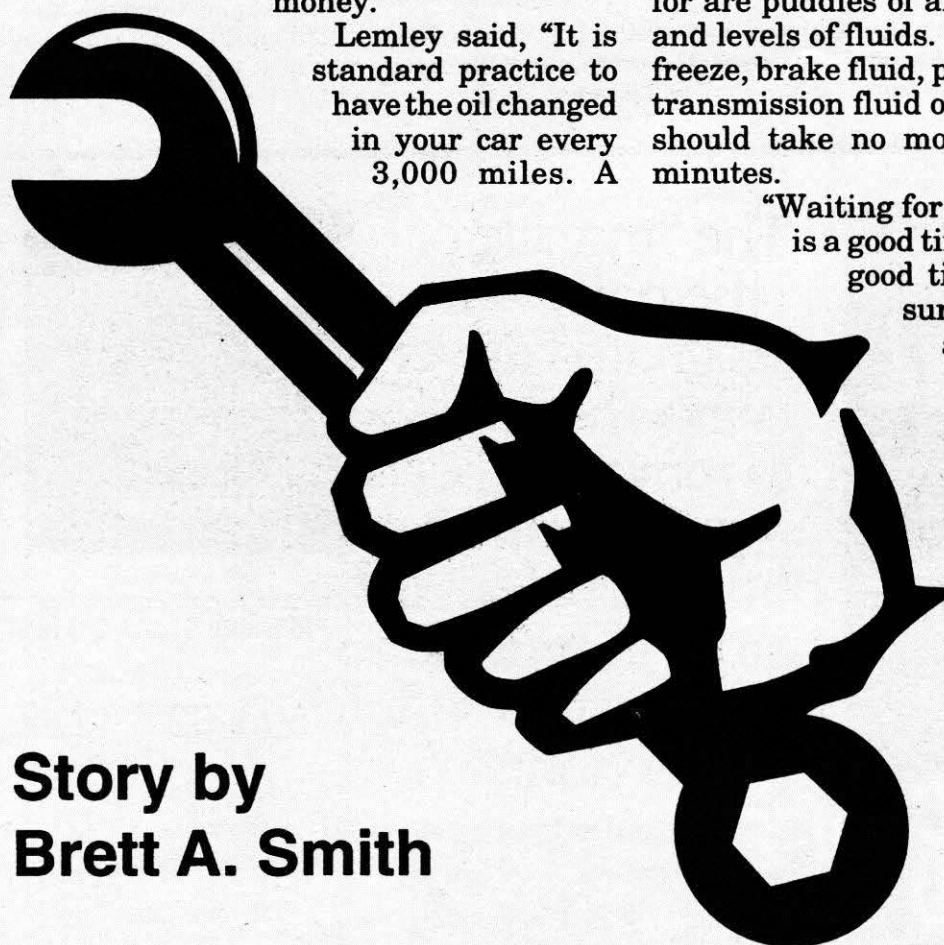 money.
Lemley said, “It is
standard practice to
have the oil changed
in your car every
3,000 miles. A
for are puddles of
and levels of fluids.
freeze, brake fluid,
transmission fluid
should take no
minutes.
“Waiting for
is a good
good
Story by
Brett A. Smith